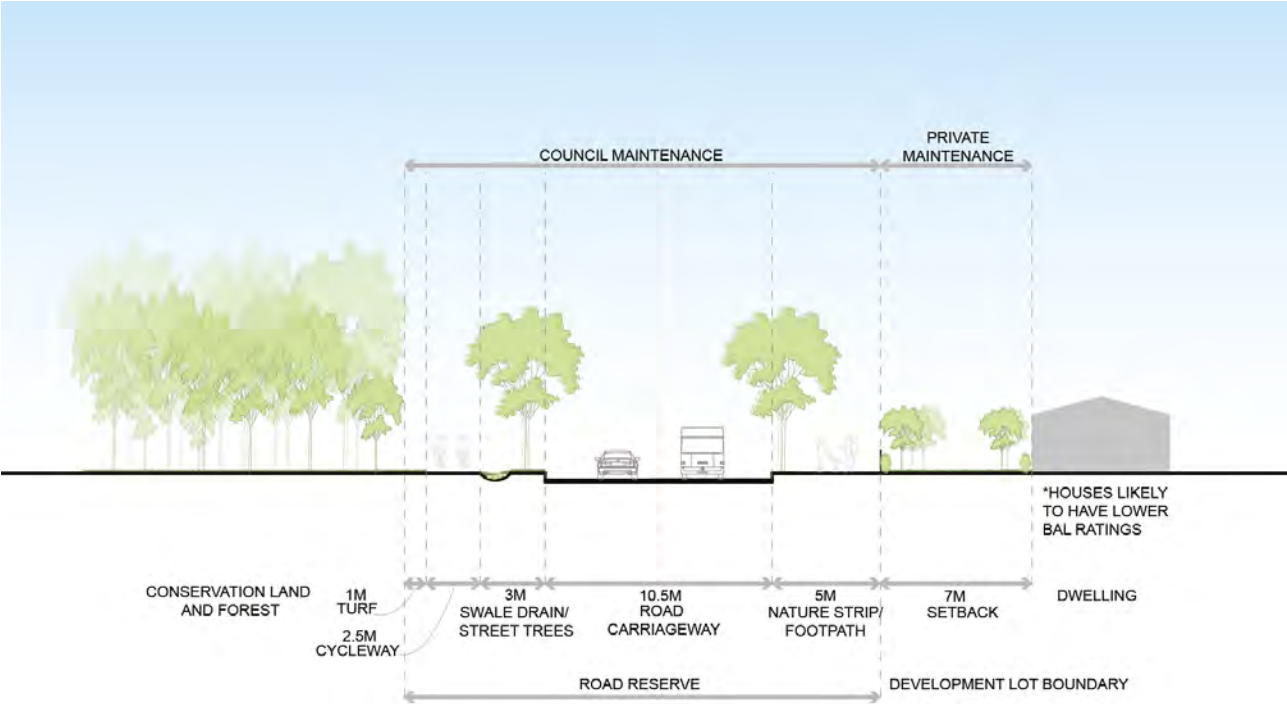 PRIVATE
MAINTENANCE
COUNCIL MAINTENANCE
*HOUSES LIKELY
TO HAVE LOWER
BAL RATINGS
CONSERVATION LAND
AND FOREST
1M
TURF
2.5M
CYCLEWAY
3M
SWALE DRAIN/
STREET TREES
10.5M
ROAD
CARRIAGEWAY
5M
NATURE STRIP/
FOOTPATH
7M
SETBACK
DWELLING
ROAD RESERVE
DEVELOPMENT LOT BOUNDARY